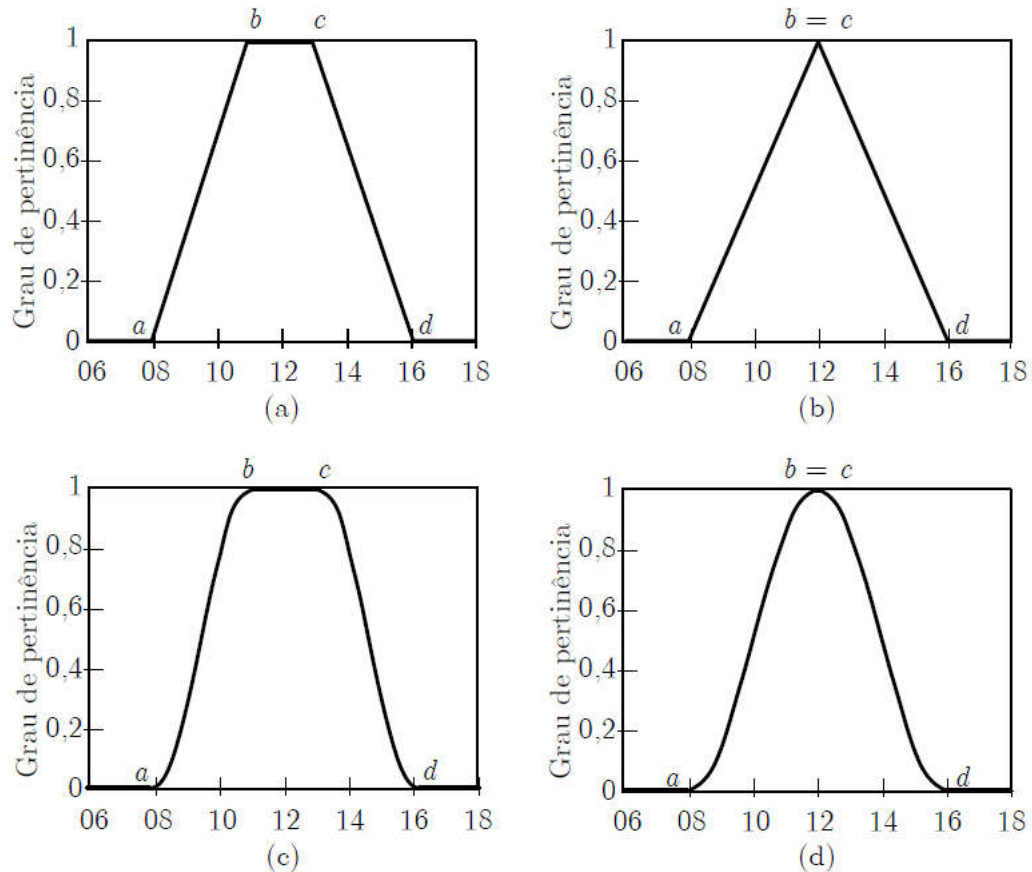 b c
1
0,8
0,6
0,4
0,2
0
Grau de pertinência
a d
06 08 10 12 14 16 18
(a)
b = c
1
0,8
0,6
0,4
0,2
0
Grau de pertinência
a d
06 08 10 12 14 16 18
(b)
b c
1
0,8
0,6
0,4
0,2
0
Grau de pertinência
a d
06 08 10 12 14 16 18
(c)
b = c
1
0,8
0,6
0,4
0,2
0
Grau de pertinência
a d
06 08 10 12 14 16 18
(d)